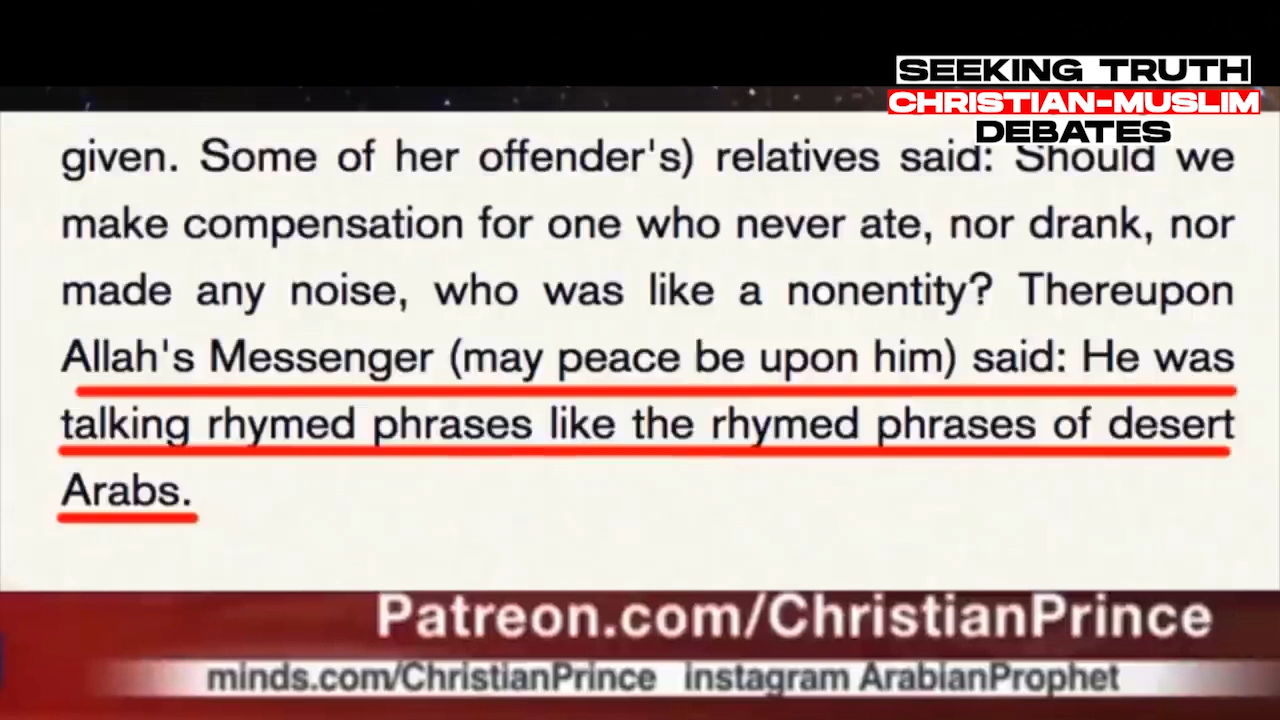 SEEKING TRUTH
CHRISTIAN-MUSLIM
DEBATES
given. Some of her offender's) relatives said: Should we
make compensation for one who never ate, nor drank, nor
made any noise, who was like a nonentity? Thereupon
Allah's Messenger (may peace be upon him) said: He was
talking rhymed phrases like the rhymed phrases of desert
Arabs.
Patreon.com/ChristianPrince
minds.com/ChristianPrince instagram ArabianProphet